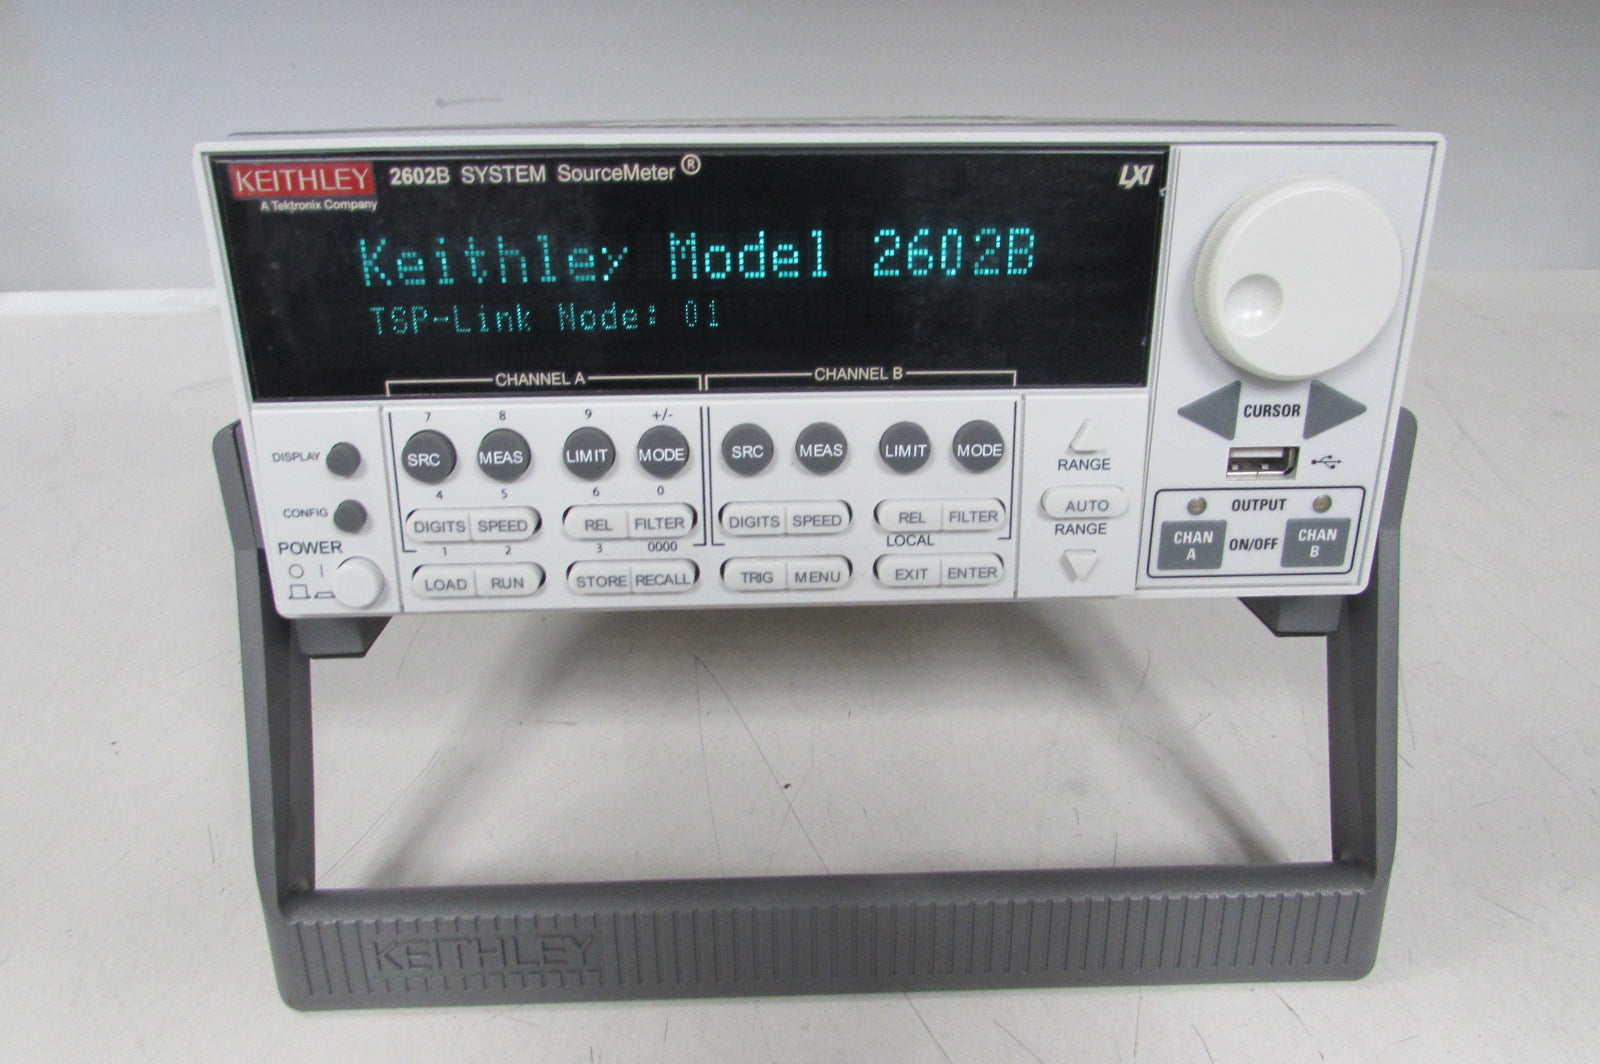 KEITHLEY 2602B SYSTEM SourceMeter® LXI
A Tektronix Company
Keithley Model 2602B
TSP-Link Node: 01
CHANNEL A CHANNEL B
7 8 9 +/-
DISPLAY SRC MEAS LIMIT MODE SRC MEAS LIMIT MODE
CURSOR
RANGE
4 5 6 0
CONFIG DIGITS SPEED REL FILTER DIGITS SPEED REL FILTER
AUTO
RANGE
OUTPUT
CHAN A ON/OFF CHAN B
POWER
1 2 3 0000 LOCAL
O | LOAD RUN STORE RECALL TRIG MENU EXIT ENTER
KEITHLEY